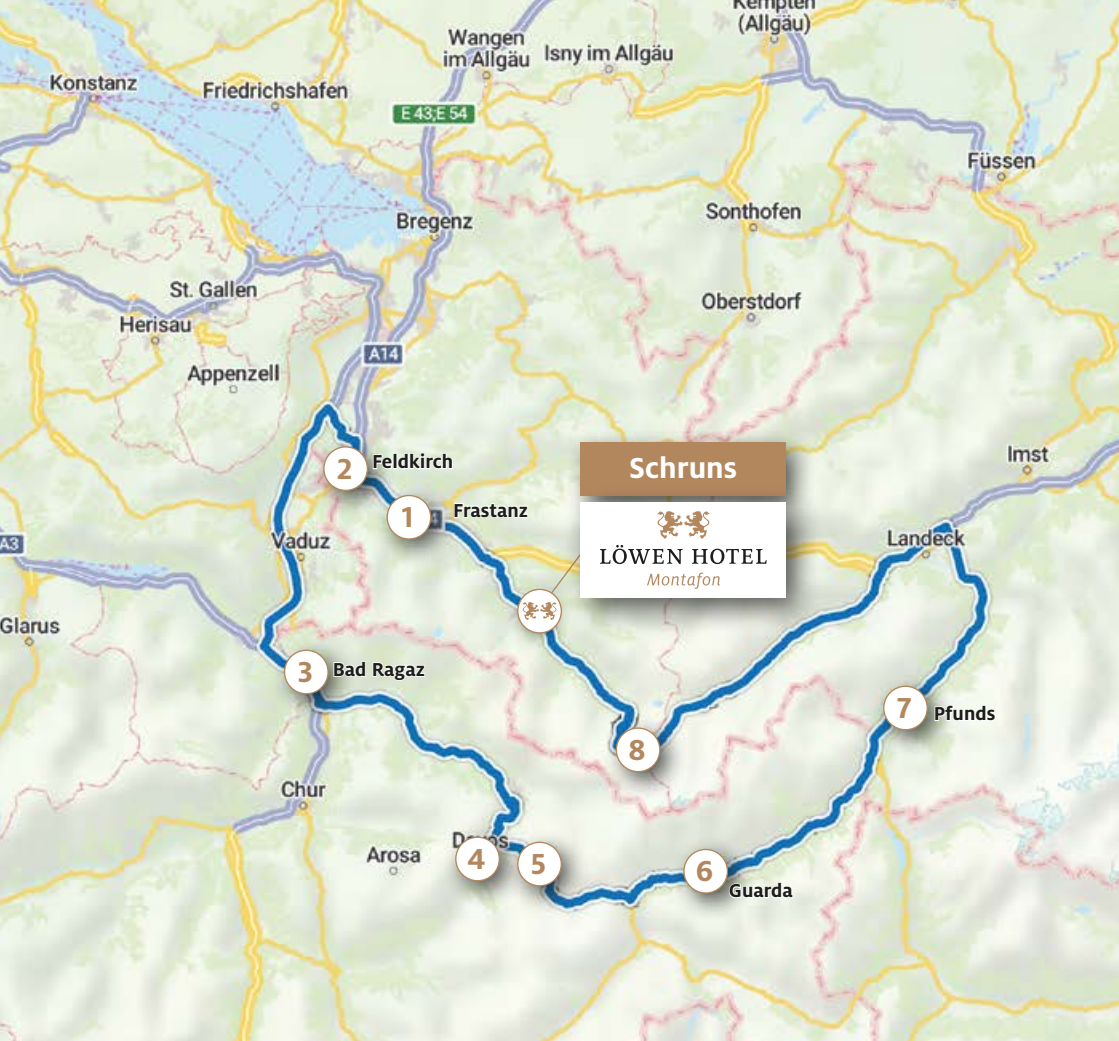 Kempten
(Allgäu)
Wangen
im Allgäu
Isny im Allgäu
Konstanz
Friedrichshafen
E 43;E 54
Füssen
Bregenz
Sonthofen
St. Gallen
Oberstdorf
Herisau
A14
Appenzell
Imst
2
Feldkirch
Schruns
1
Frastanz
LÖWEN HOTEL
Montafon
Vaduz
Landeck
A3
Glarus
3
Bad Ragaz
7
Pfunds
8
Chur
Davos
Arosa
4
5
6
Guarda